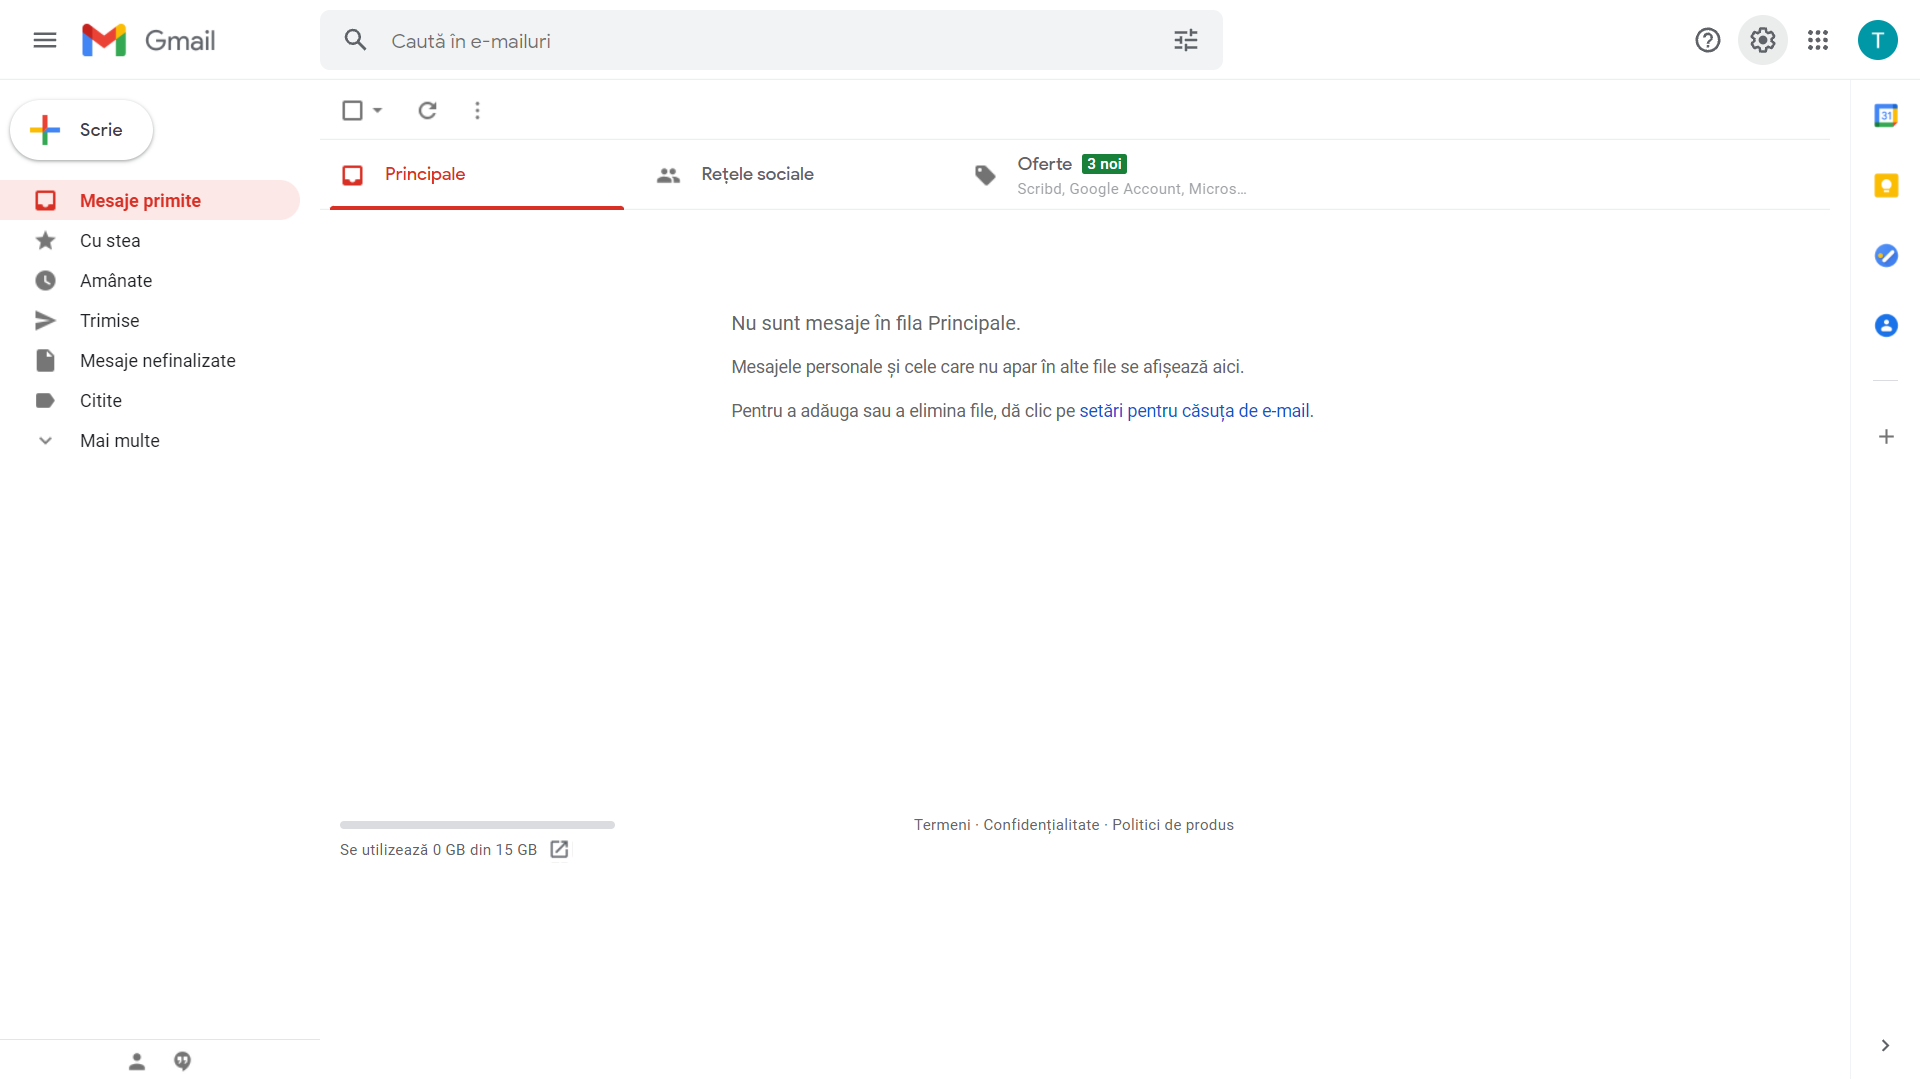 Gmail
Caută în e-mailuri
T
Scrie
Mesaje primite
Cu stea
Amânate
Trimise
Mesaje nefinalizate
Citite
Mai multe
Principale
Rețele sociale
Oferte 3 noi
Scribd, Google Account, Micros…
Nu sunt mesaje în fila Principale.
Mesajele personale și cele care nu apar în alte file se afișează aici.
Pentru a adăuga sau a elimina file, dă clic pe setări pentru căsuța de e-mail.
Se utilizează 0 GB din 15 GB
Termeni · Confidențialitate · Politici de produs
31